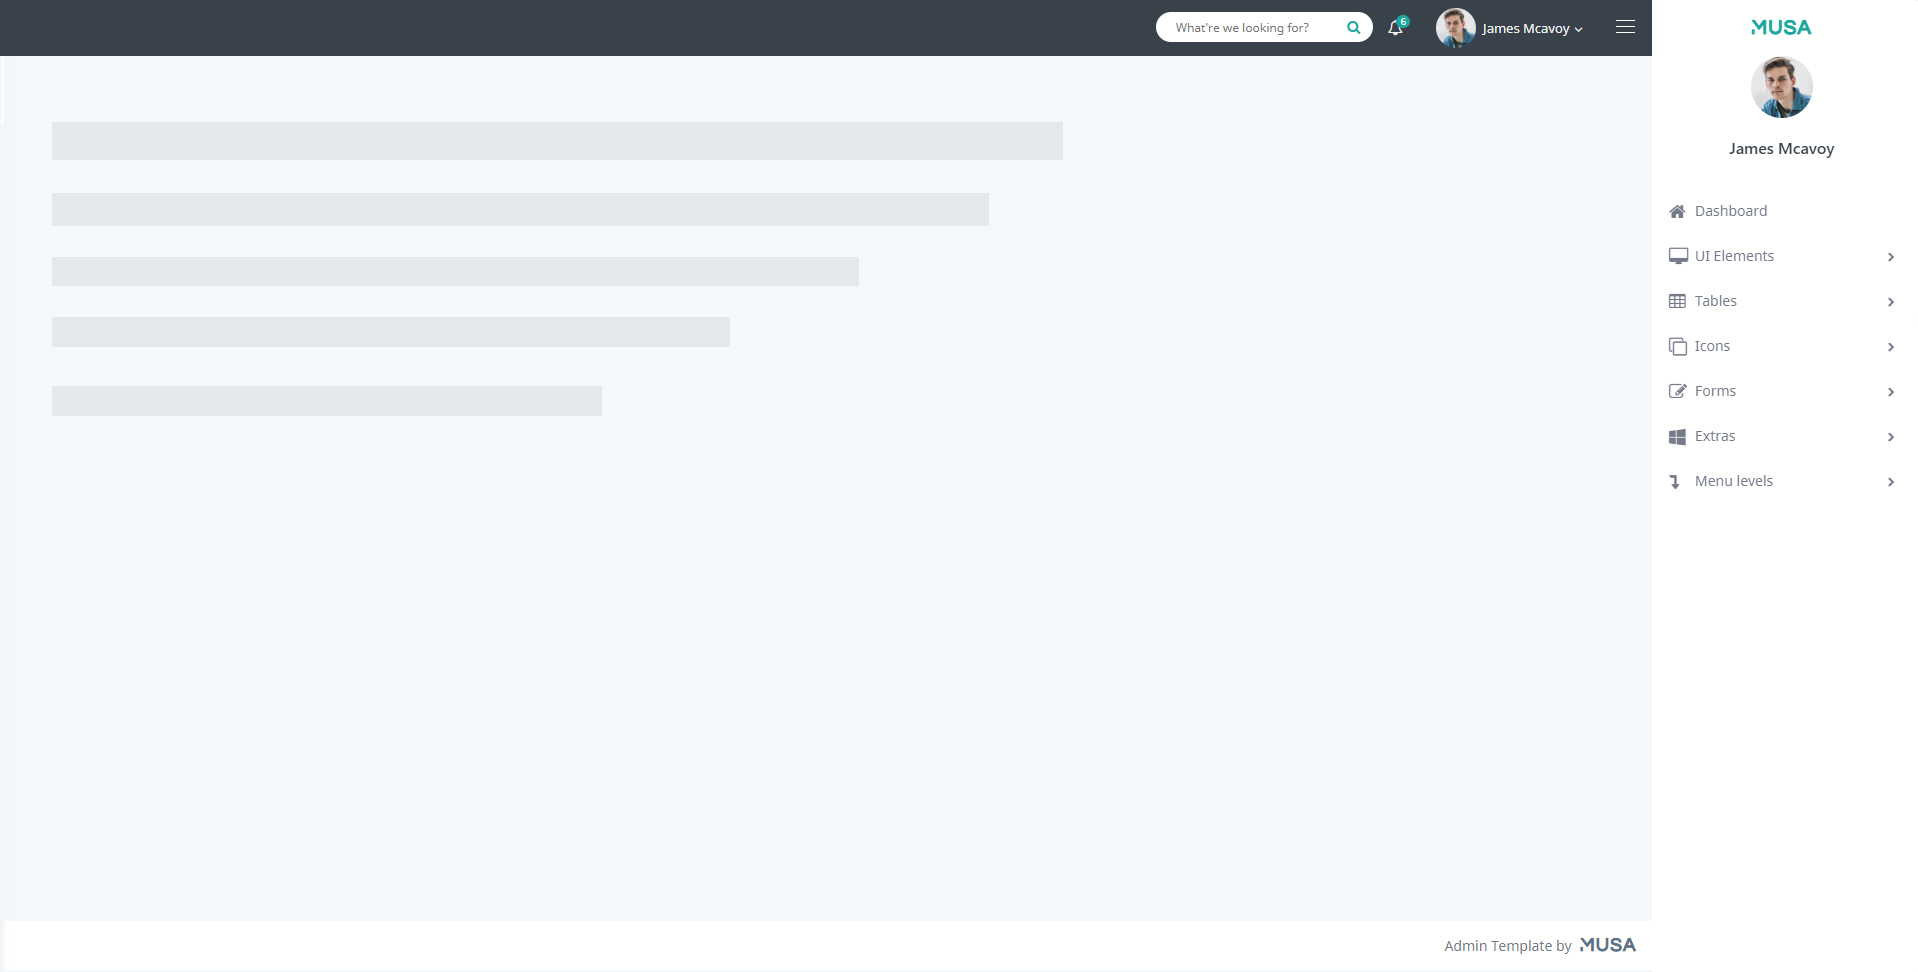 What're we looking for?
6
James Mcavoy
MUSA
James Mcavoy
Dashboard
UI Elements
Tables
Icons
Forms
Extras
Menu levels
Admin Template by MUSA